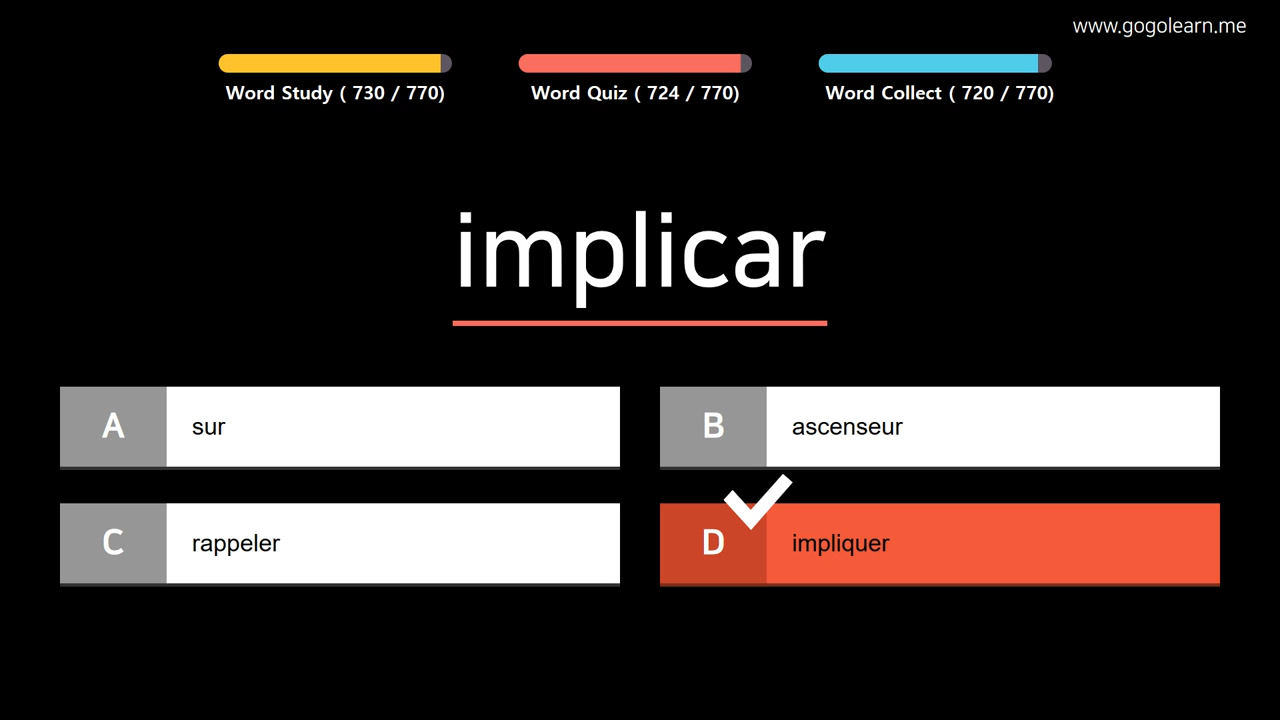 www.gogolearn.me
Word Study ( 730 / 770)
Word Quiz ( 724 / 770)
Word Collect ( 720 / 770)
implicar
A sur
B ascenseur
C rappeler
D impliquer